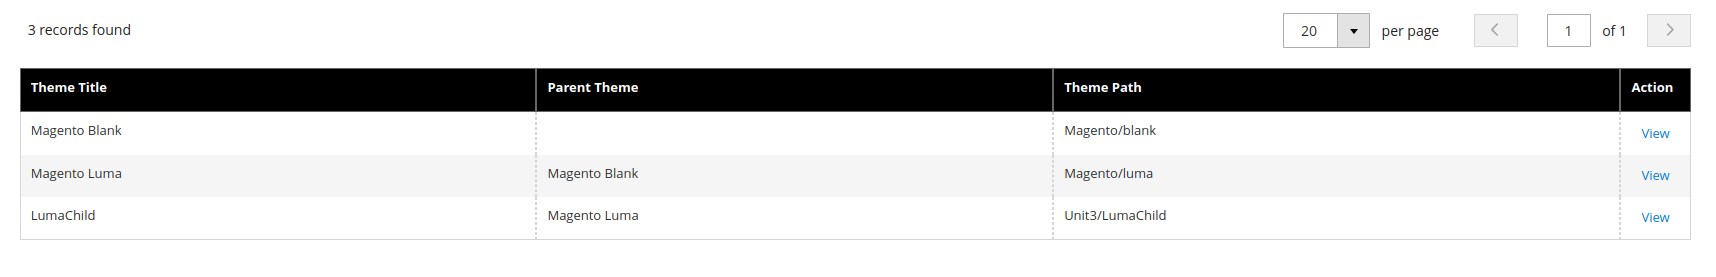 3 records found 20 per page 1 of 1
Theme Title Parent Theme Theme Path Action
Magento Blank Magento/blank View
Magento Luma Magento Blank Magento/luma View
LumaChild Magento Luma Unit3/LumaChild View